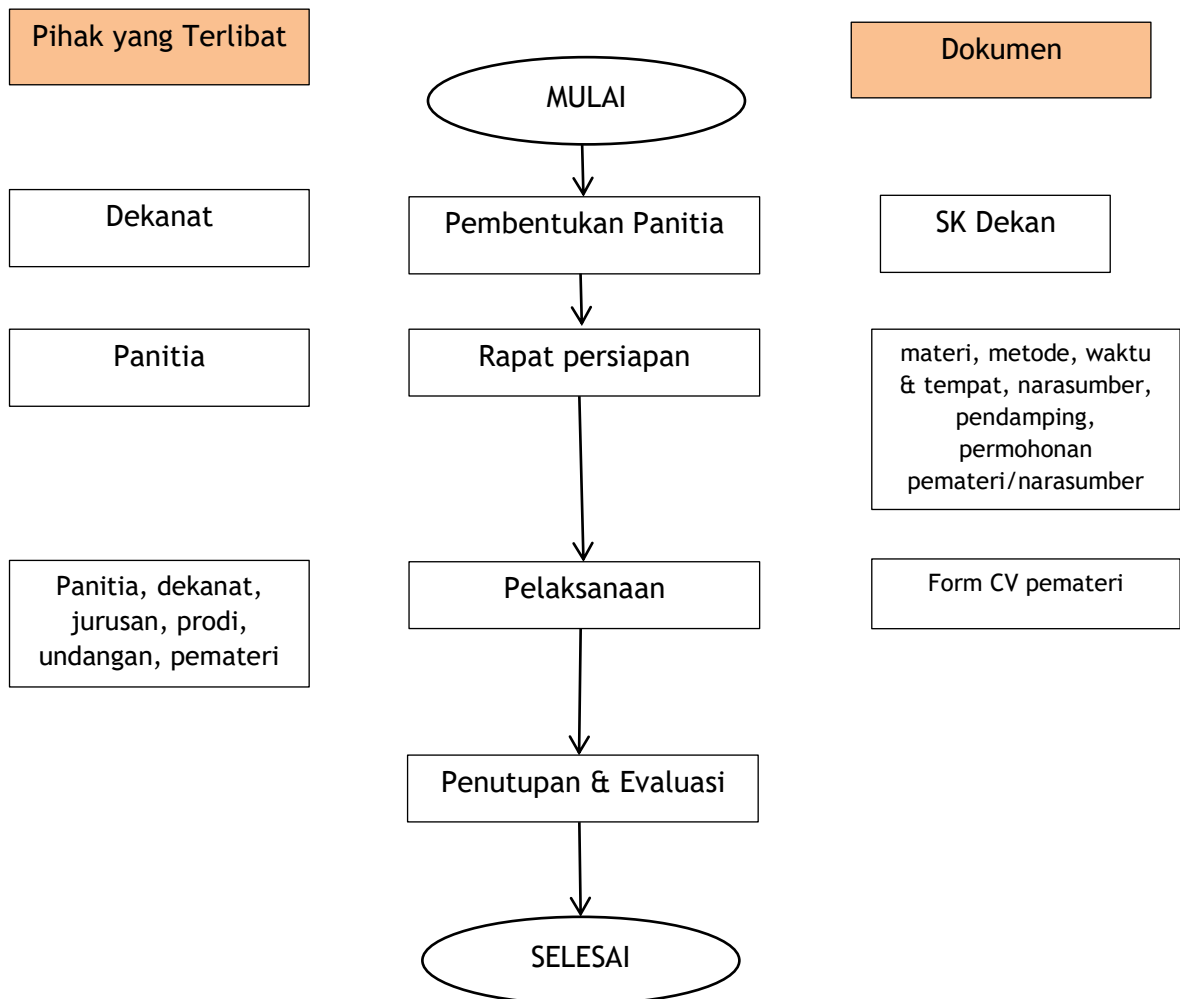 Pihak yang Terlibat
Dokumen
MULAI
Dekanat
Pembentukan Panitia
SK Dekan
Panitia
Rapat persiapan
materi, metode, waktu
& tempat, narasumber,
pendamping,
permohonan
pemateri/narasumber
Panitia, dekanat,
jurusan, prodi,
undangan, pemateri
Pelaksanaan
Form CV pemateri
Penutupan & Evaluasi
SELESAI